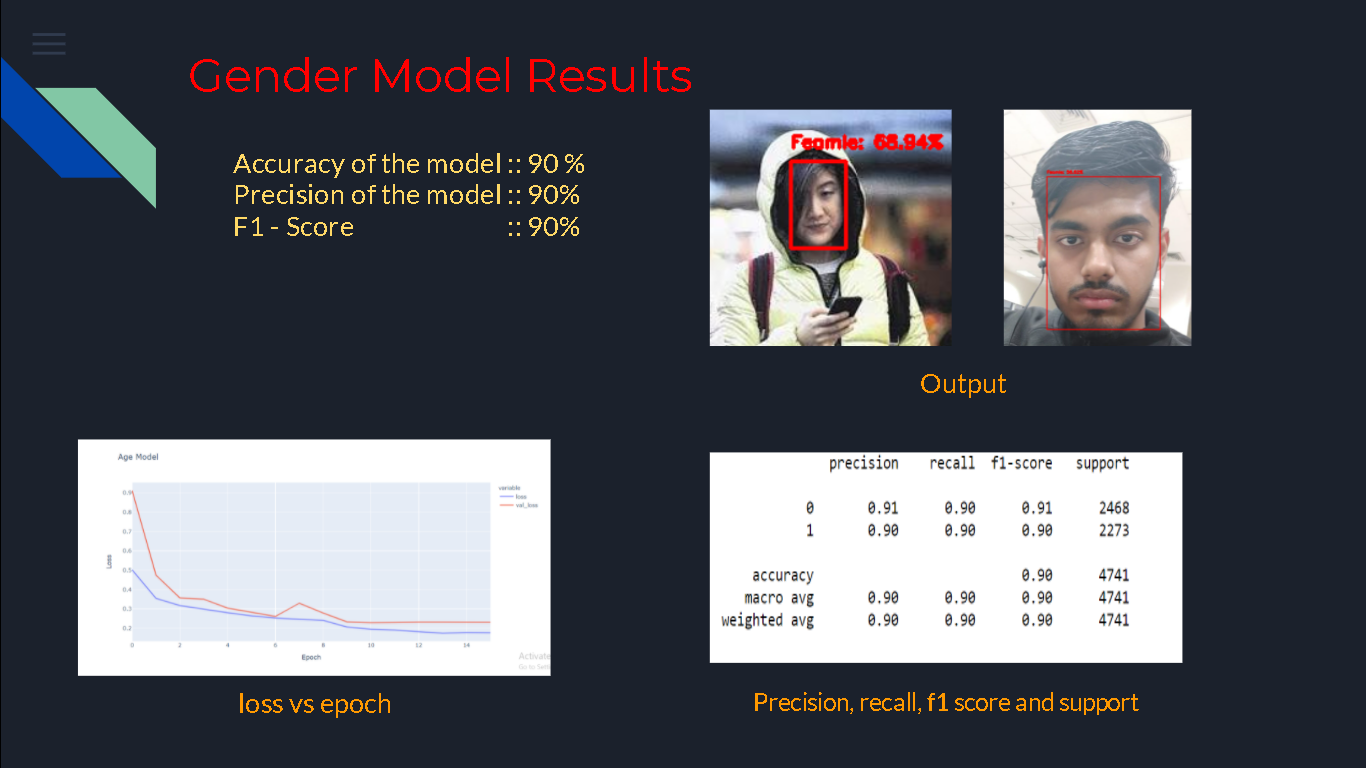 Gender Model Results
Accuracy of the model :: 90 %
Precision of the model :: 90%
F1 - Score :: 90%
Feamle: 68.94%
Output
Age Model
variable
loss
val_loss
0.9
0.8
0.7
0.6
0.5
0.4
0.3
0.2
Loss
0 2 4 6 8 10 12 14
Epoch
Activate
Go to Setti
loss vs epoch
precision recall f1-score support
0 0.91 0.90 0.91 2468
1 0.90 0.90 0.90 2273
accuracy 0.90 4741
macro avg 0.90 0.90 0.90 4741
weighted avg 0.90 0.90 0.90 4741
Precision, recall, f1 score and support